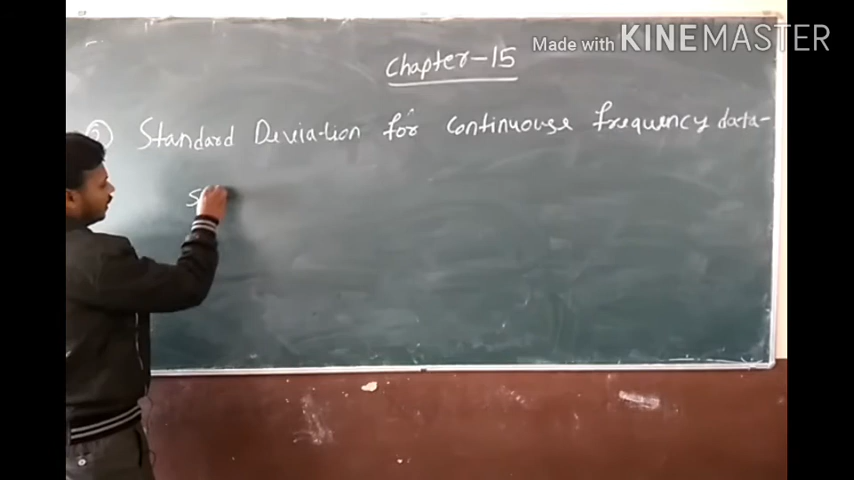 Made with KINEMASTER
Chapter-15
Standard Deviation for continuouse frequency data-
S